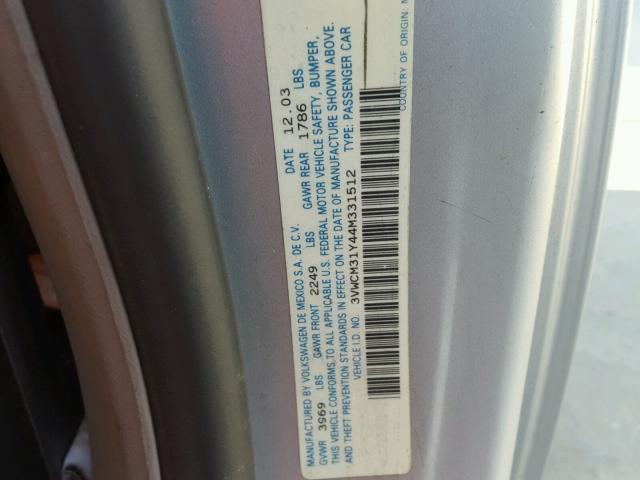 MANUFACTURED BY VOLKSWAGEN DE MEXICO S.A. DE C.V. DATE 12.03
GVWR 3969 LBS GAWR FRONT 2249 LBS GAWR REAR 1786 LBS
THIS VEHICLE CONFORMS TO ALL APPLICABLE U.S. FEDERAL MOTOR VEHICLE SAFETY, BUMPER,
AND THEFT PREVENTION STANDARDS IN EFFECT ON THE DATE OF MANUFACTURE SHOWN ABOVE.
VEHICLE I.D. NO. 3VWCM31Y44M331512 TYPE: PASSENGER CAR
COUNTRY OF ORIGIN: